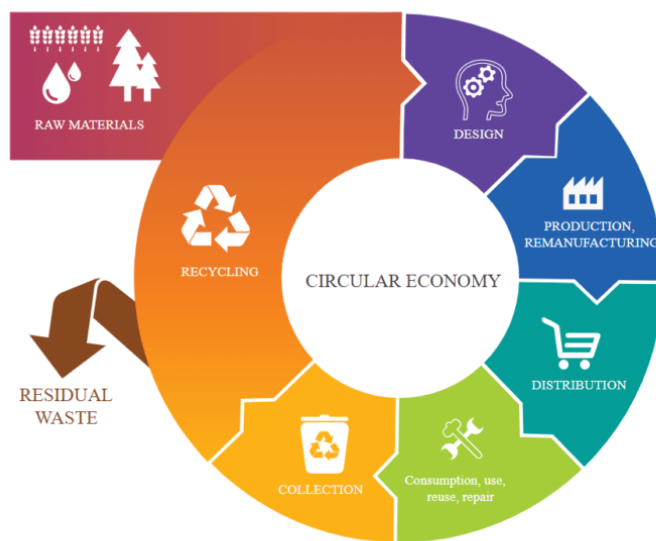 RAW MATERIALS
DESIGN
PRODUCTION,
REMANUFACTURING
RECYCLING
CIRCULAR ECONOMY
DISTRIBUTION
RESIDUAL
WASTE
COLLECTION
Consumption, use,
reuse, repair